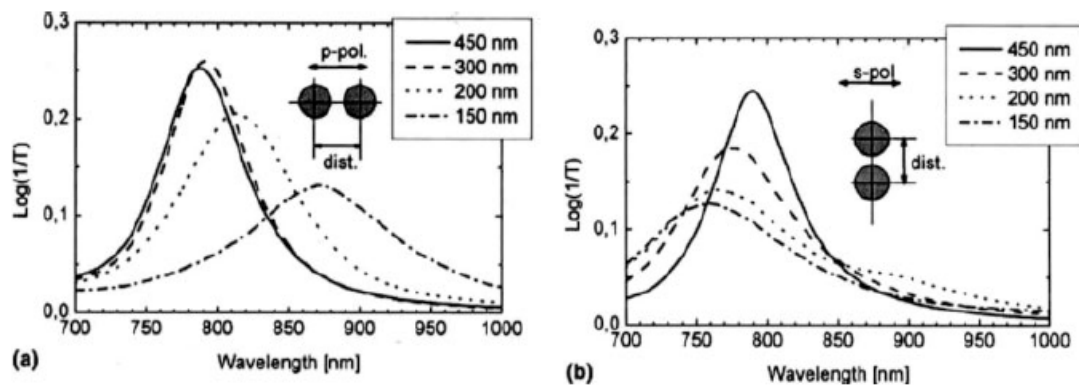 0,3
0,2
0,1
0,0
Log(1/T)
p-pol.
dist.
450 nm
300 nm
200 nm
150 nm
700 750 800 850 900 950 1000
Wavelength [nm]
(a)
0,3
0,2
0,1
0,0
Log(1/T)
s-pol
dist.
450 nm
300 nm
200 nm
150 nm
700 750 800 850 900 950 1000
Wavelength [nm]
(b)